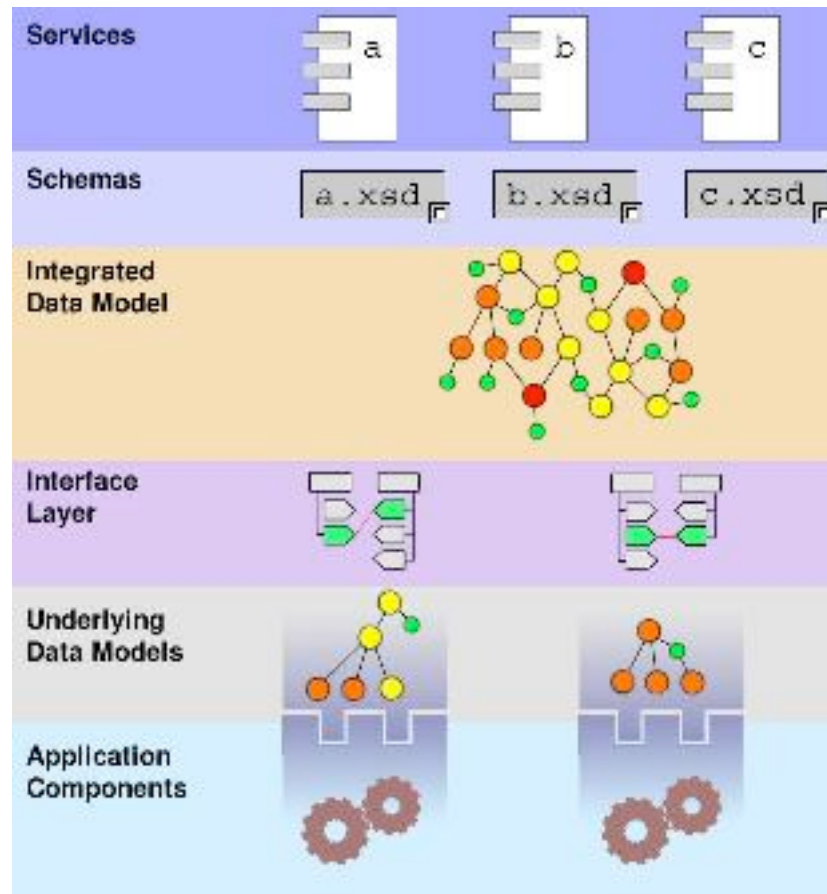 Services
a
b
c
Schemas
a.xsd
b.xsd
c.xsd
Integrated
Data Model
Interface
Layer
Underlying
Data Models
Application
Components